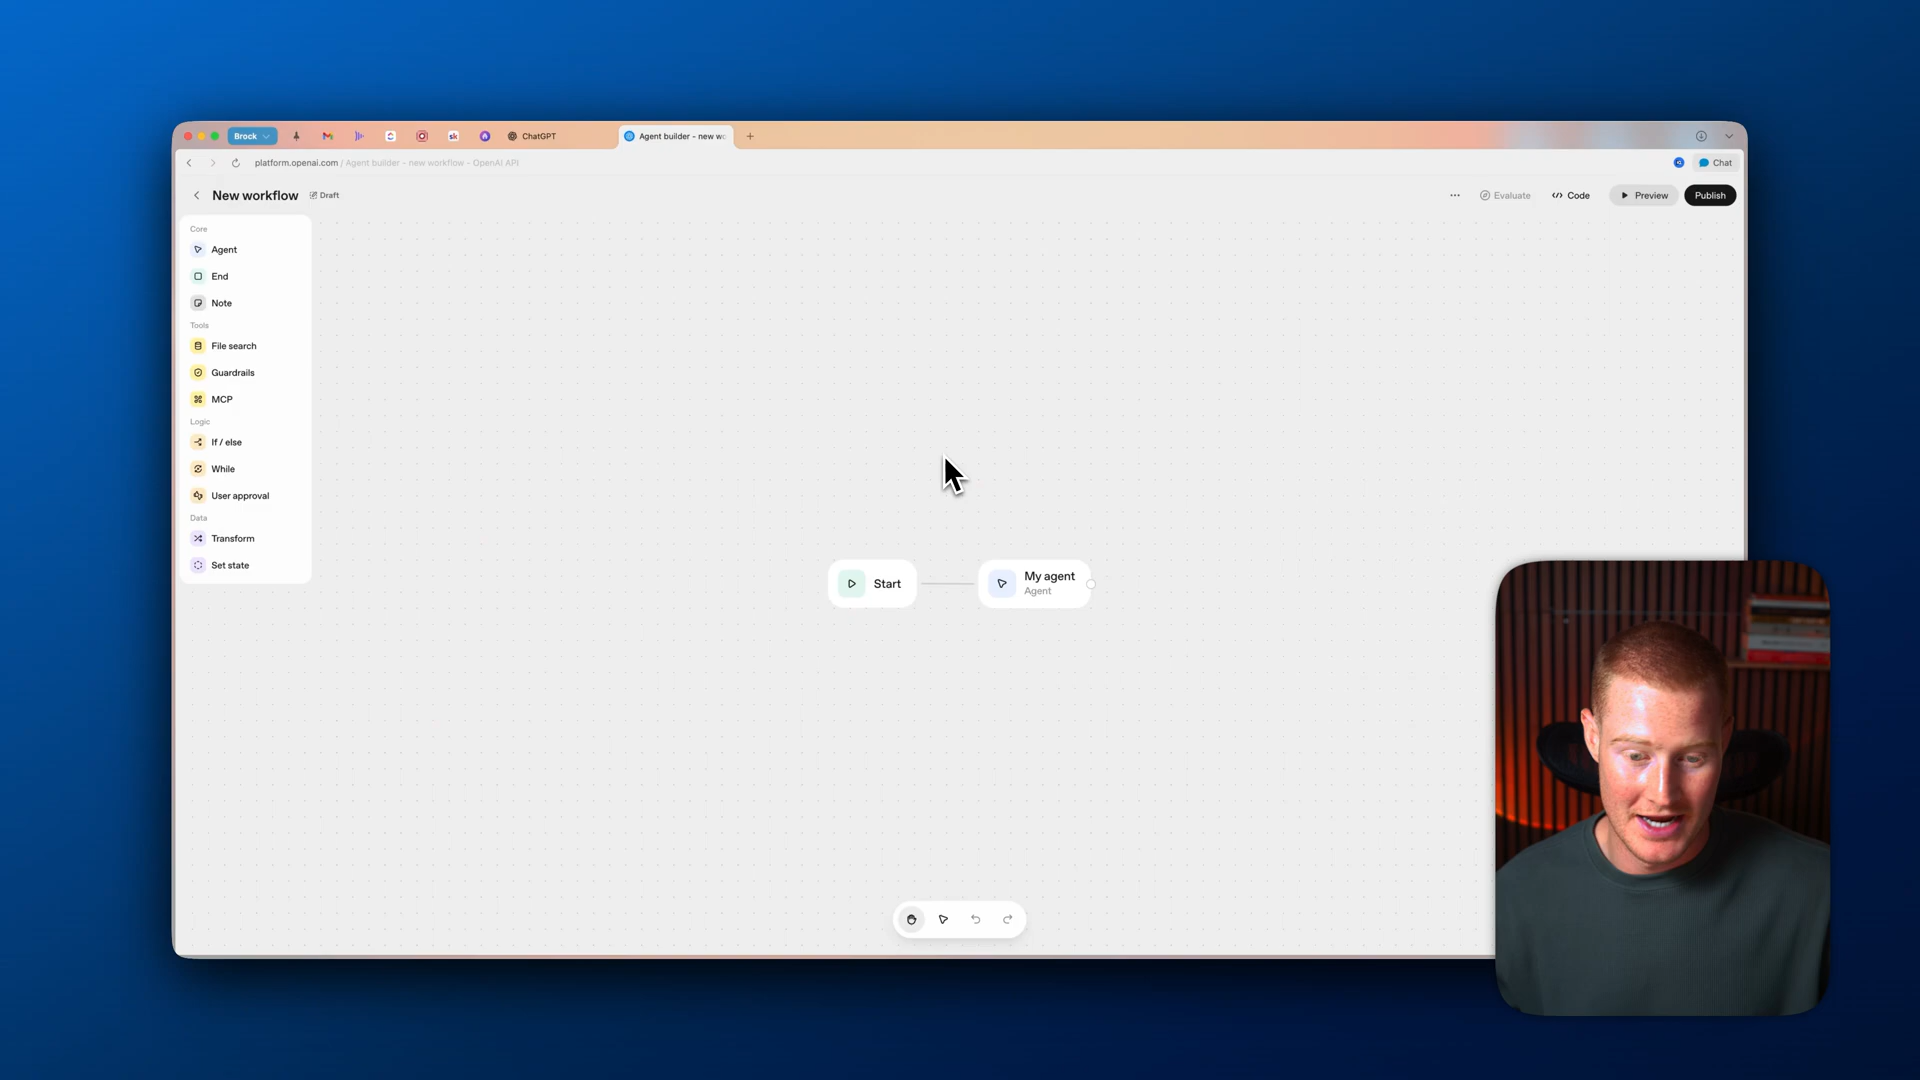 Brock
sk
ChatGPT
Agent builder - new wo
platform.openai.com / Agent builder - new workflow - OpenAI API
Chat
New workflow
Draft
Evaluate
Code
Preview
Publish
Core
Agent
End
Note
Tools
File search
Guardrails
MCP
Logic
If / else
While
User approval
Data
Transform
Set state
Start
My agent
Agent